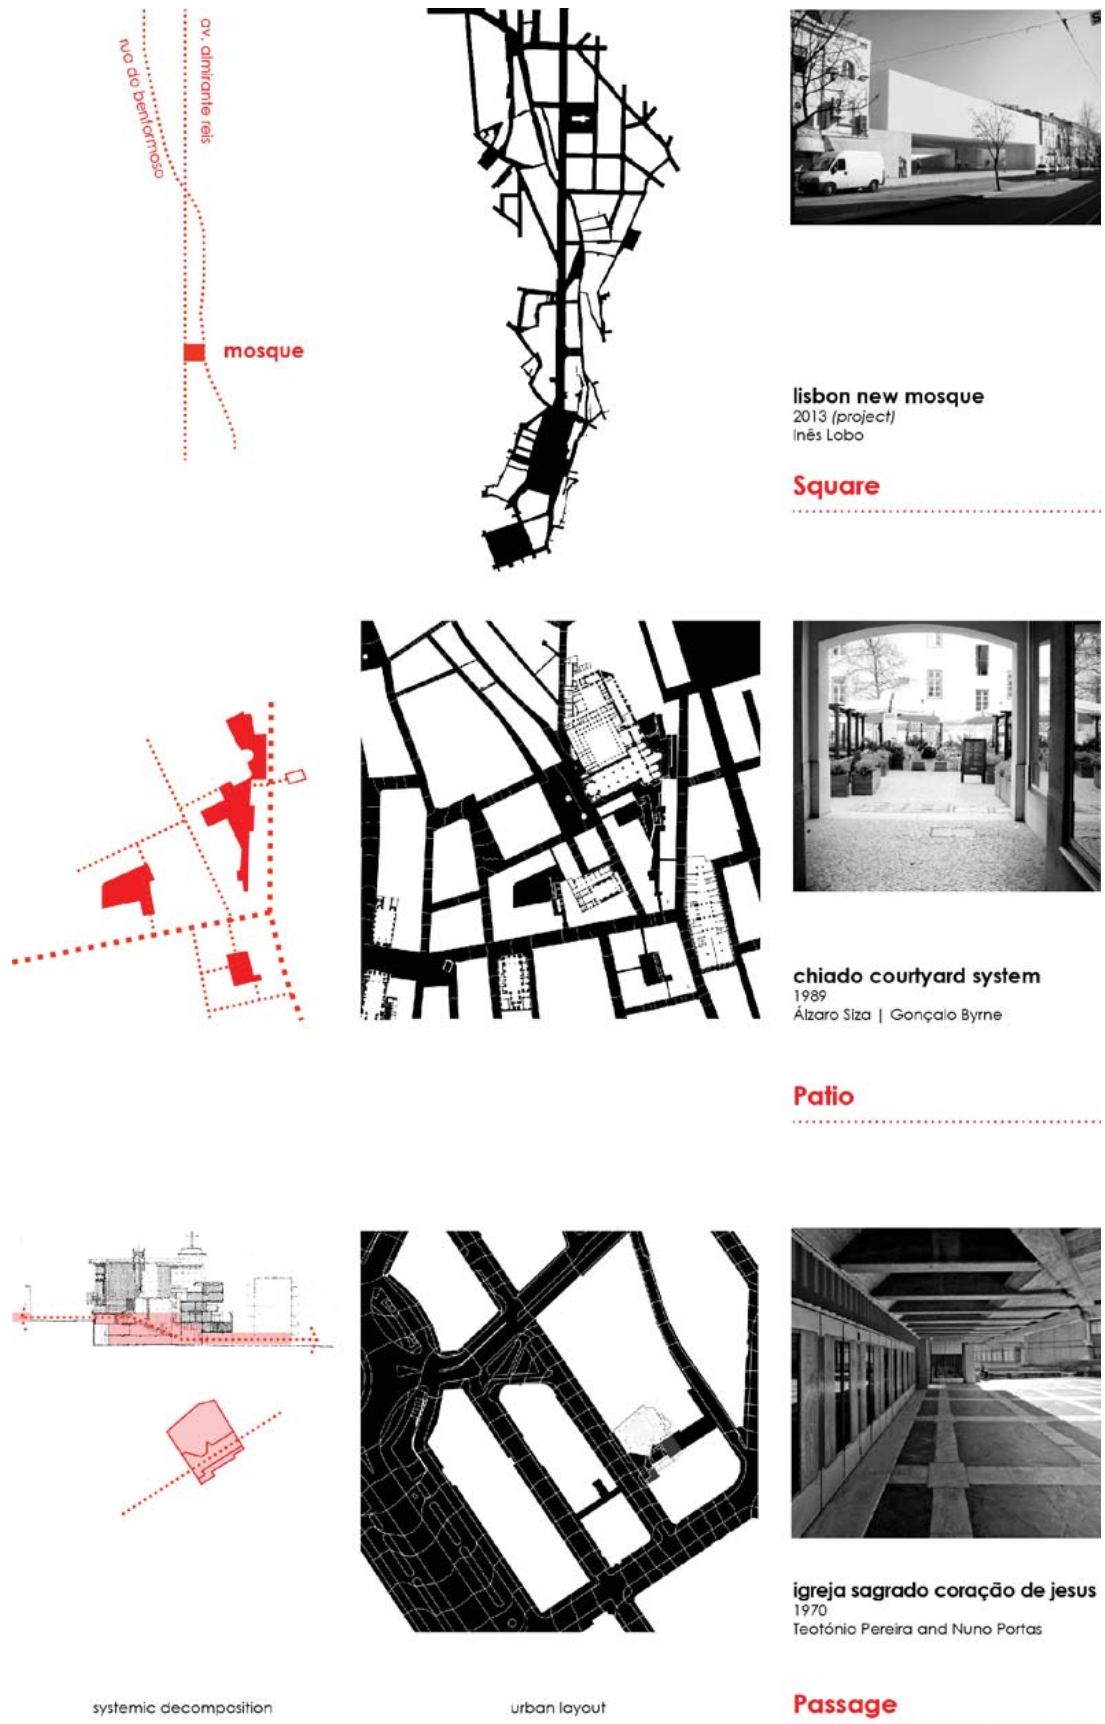 av. almirante reis
rua do benformoso
mosque
lisbon new mosque
2013 (project)
Inês Lobo
Square
chiado courtyard system
1989
Álzaro Siza | Gonçalo Byrne
Patio
igreja sagrado coração de jesus
1970
Teotónio Pereira and Nuno Portas
systemic decomposition
urban layout
Passage